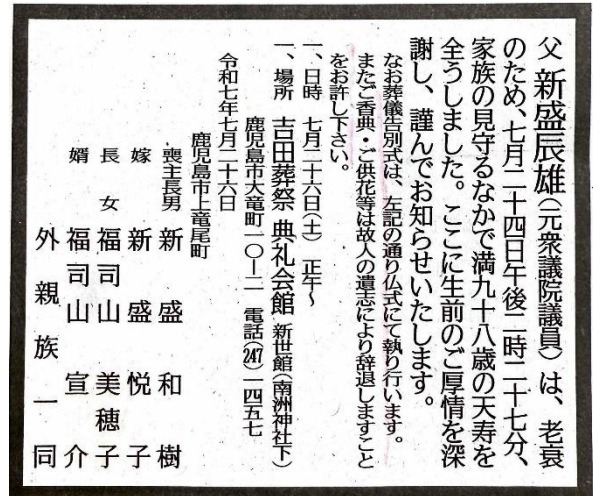 父 新盛辰雄(元衆議院議員)は、老衰
のため、七月二十四日午後二時二十七分、
家族の見守るなかで満九十八歳の天寿を
全うしました。ここに生前のご厚情を深
謝し、謹んでお知らせいたします。
なお葬儀告別式は、左記の通り仏式にて執り行います。
またご香典・ご供花等は故人の遺志により辞退しますこと
をお許し下さい。
一、日時 七月二十六日(土) 正午~
一、場所 吉田葬祭 典礼会館 新世館(南洲神社下)
鹿児島市大竜町一〇ー二 電話(247)一四五七
令和七年七月二十六日
鹿児島市上竜尾町
喪主長男 新盛 和樹
嫁 新盛 悦子
長女 福司山 美穂子
婿 福司山 宣介
外 親族一同